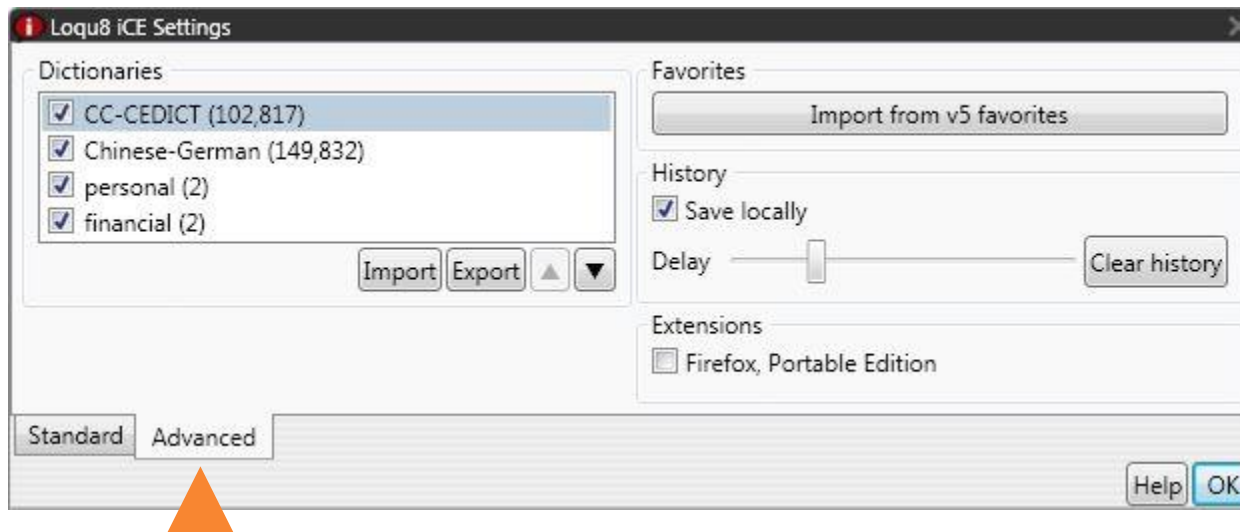 Loqu8 iCE Settings
Dictionaries
CC-CEDICT (102,817)
Chinese-German (149,832)
personal (2)
financial (2)
Import Export
Favorites
Import from v5 favorites
History
Save locally
Delay
Clear history
Extensions
Firefox, Portable Edition
Standard Advanced
Help OK